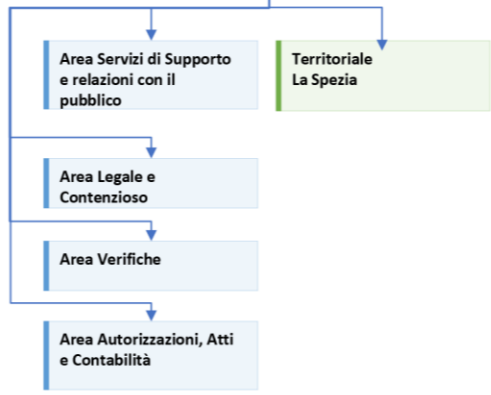 Area Servizi di Supporto
e relazioni con il
pubblico
Territoriale
La Spezia
Area Legale e
Contenzioso
Area Verifiche
Area Autorizzazioni, Atti
e Contabilità